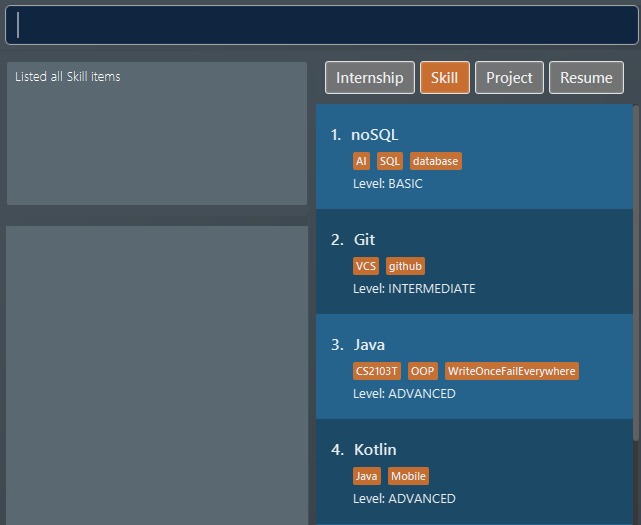 Listed all Skill items
Internship Skill Project Resume
1. noSQL
AI SQL database
Level: BASIC
2. Git
VCS github
Level: INTERMEDIATE
3. Java
CS2103T OOP WriteOnceFailEverywhere
Level: ADVANCED
4. Kotlin
Java Mobile
Level: ADVANCED